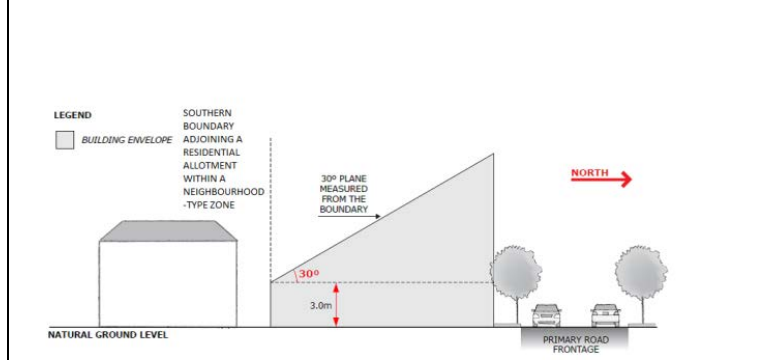 LEGEND
BUILDING ENVELOPE
SOUTHERN
BOUNDARY
ADJOINING A
RESIDENTIAL
ALLOTMENT
WITHIN A
NEIGHBOURHOOD
-TYPE ZONE
30º PLANE
MEASURED
FROM THE
BOUNDARY
NORTH
30º
3.0m
NATURAL GROUND LEVEL
PRIMARY ROAD
FRONTAGE